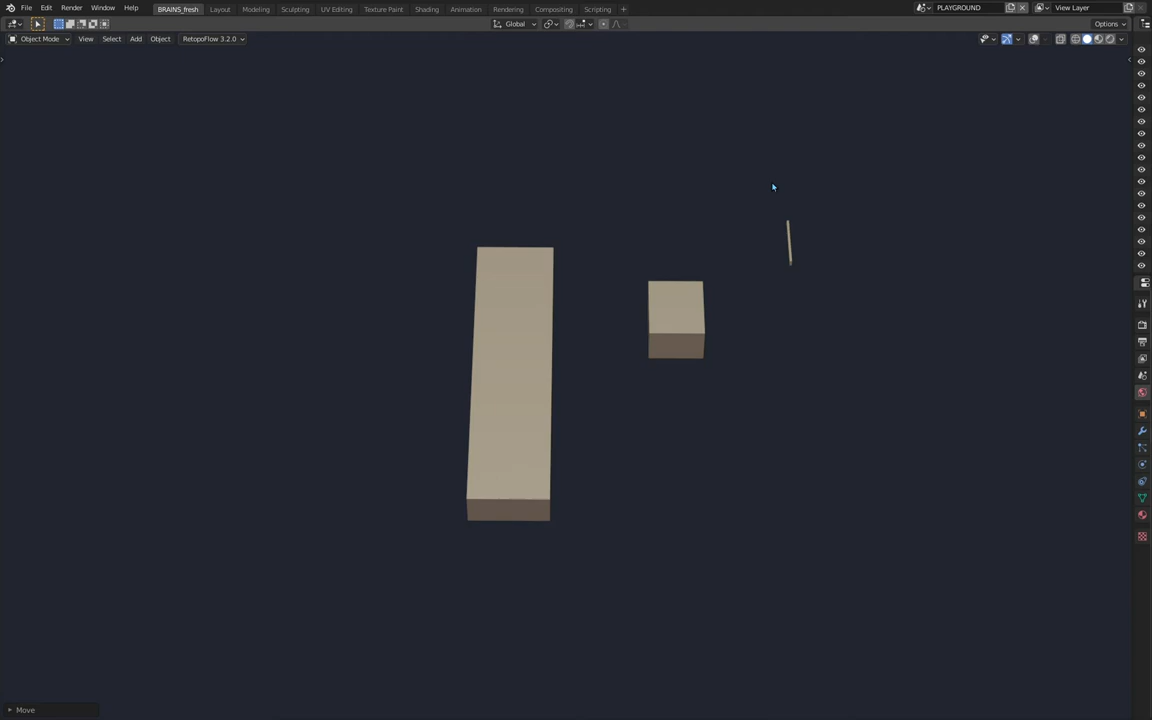 File Edit Render Window Help BRAINS_fresh Layout Modeling Sculpting UV Editing Texture Paint Shading Animation Rendering Compositing Scripting + PLAYGROUND View Layer
Global Options
Object Mode View Select Add Object RetopoFlow 3.2.0
Move